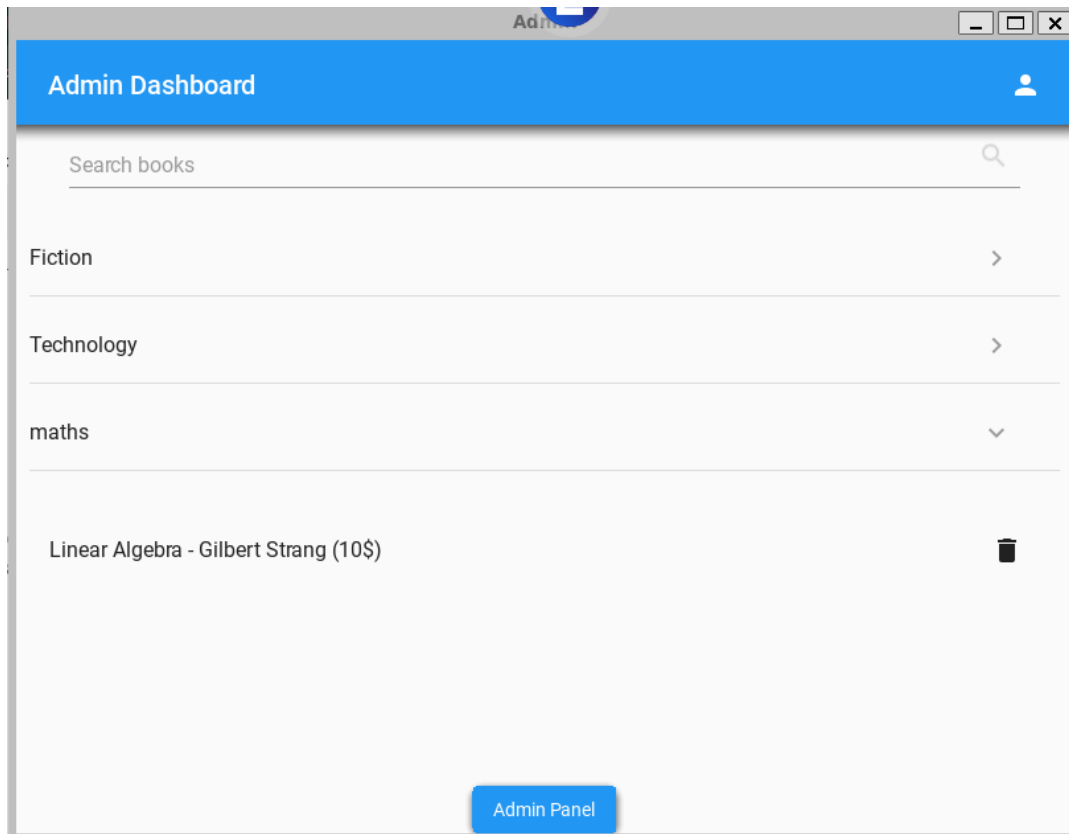 Admin Dashboard
Search books
Fiction
Technology
maths
Linear Algebra - Gilbert Strang (10$)
Admin Panel